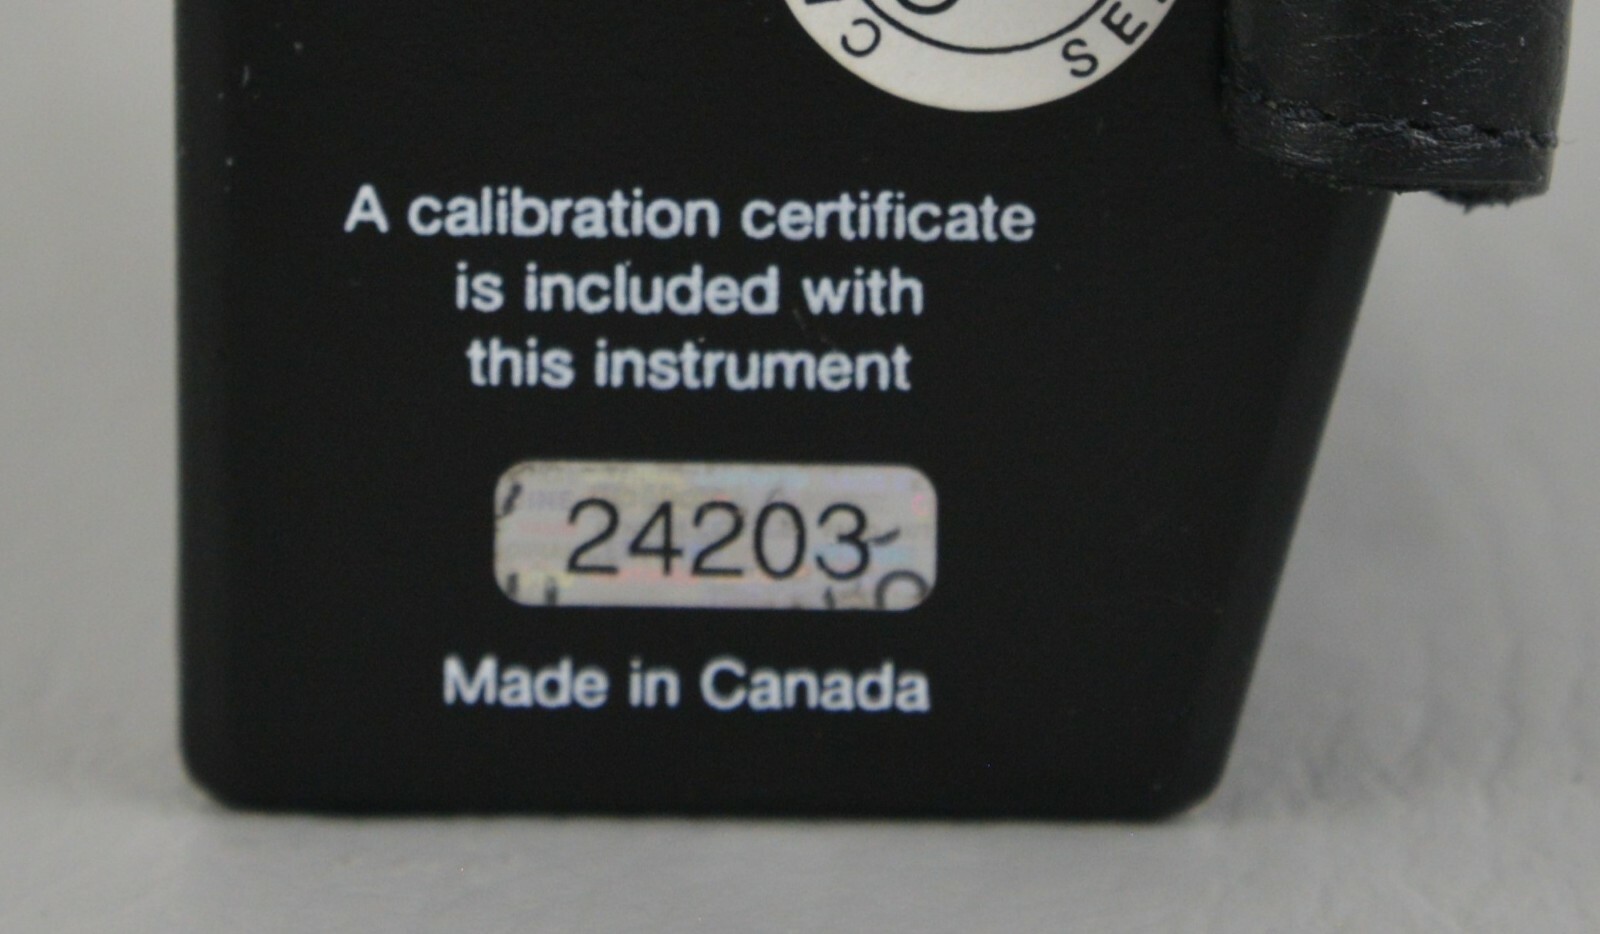 A calibration certificate
is included with
this instrument
24203
Made in Canada